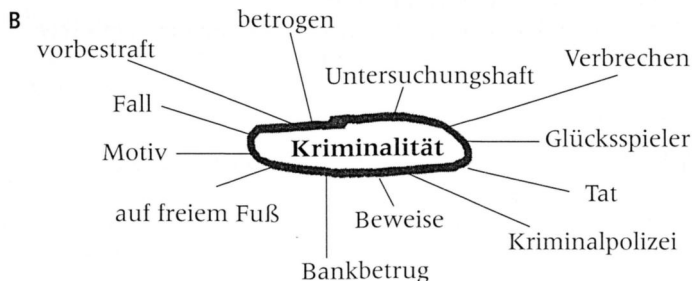 B
betrogen
vorbestraft
Verbrechen
Untersuchungshaft
Fall
Glücksspieler
Kriminalität
Motiv
Tat
auf freiem Fuß
Beweise
Kriminalpolizei
Bankbetrug